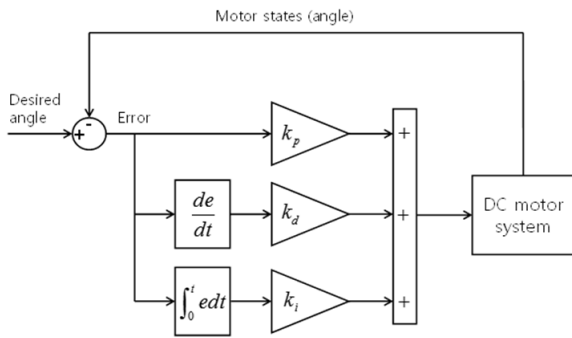 Motor states (angle)
Desired
angle
Error
+
-
k_p
+
de
dt
k_d
+
DC motor
system
∫_0^t edt
k_i
+